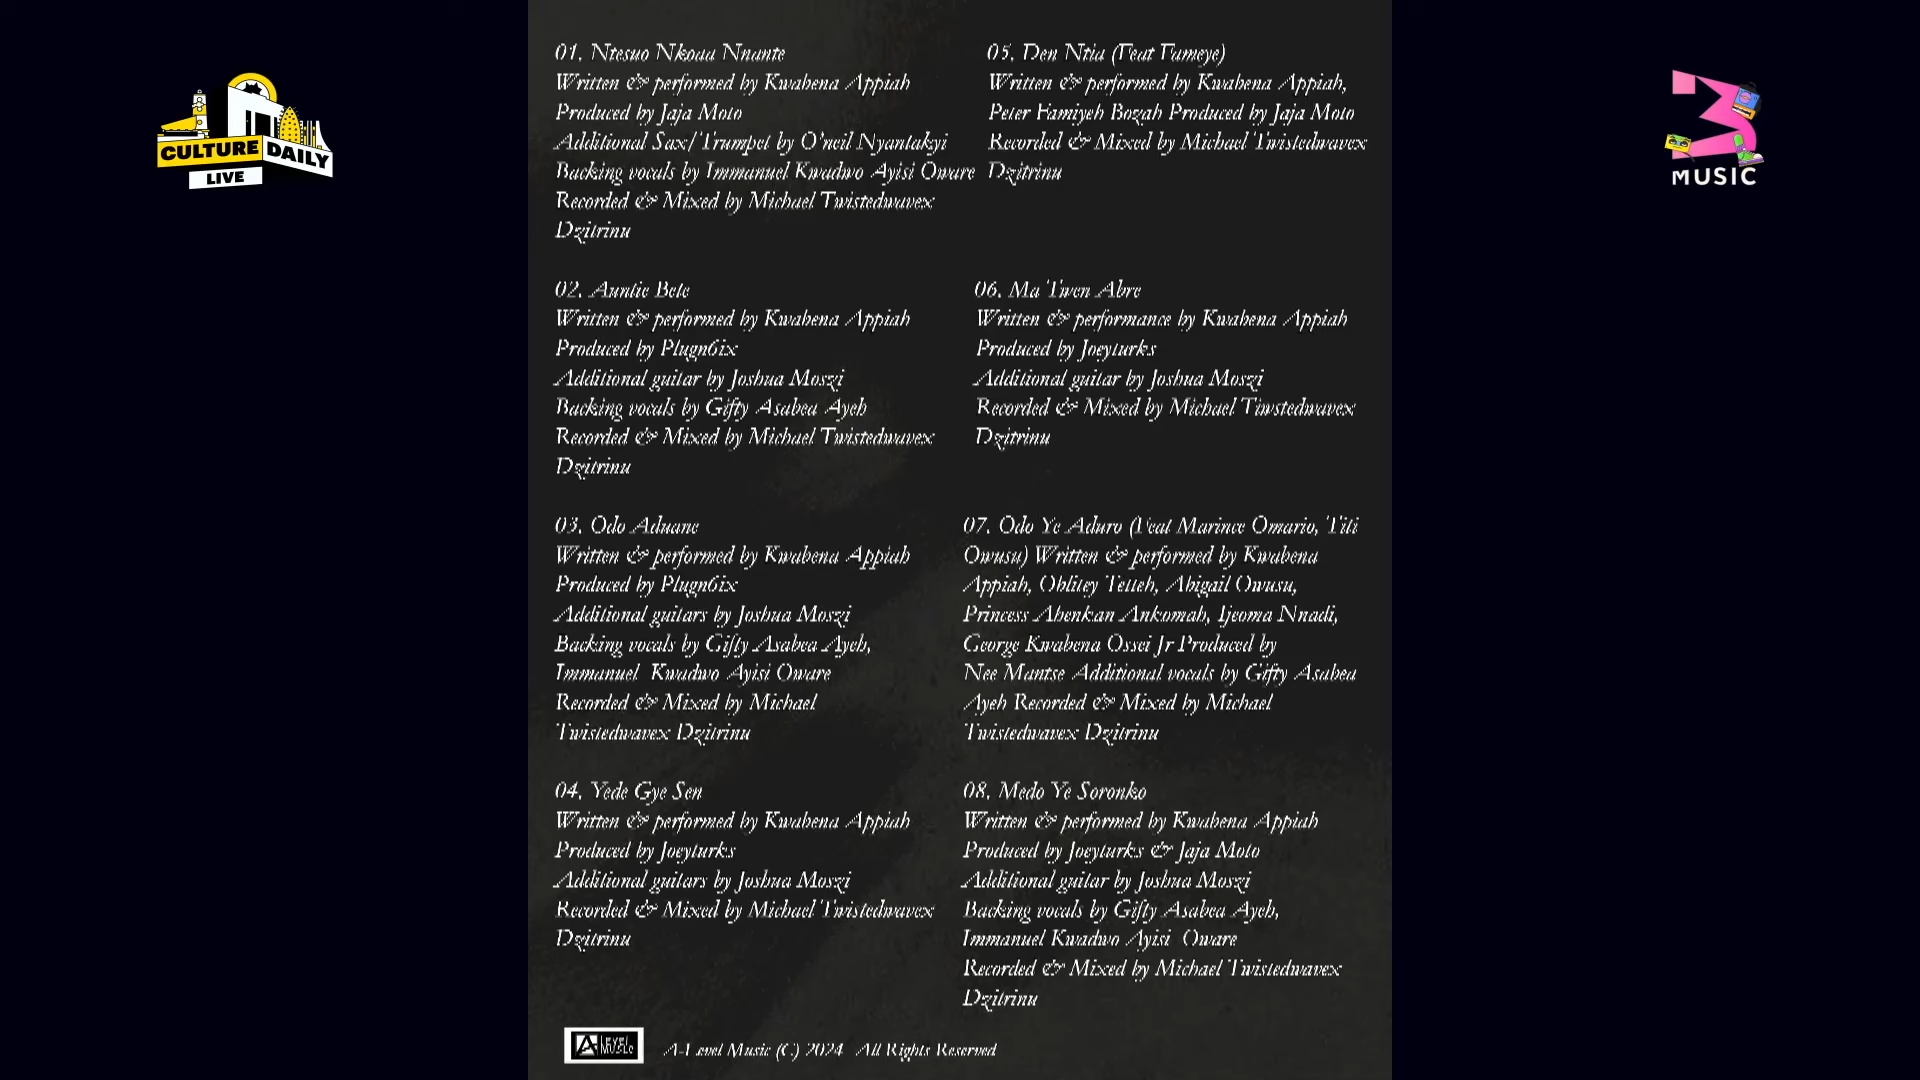 CULTURE DAILY
LIVE
3
MUSIC
01. Ntesuo Nkoaa Nnante
Written & performed by Kwabena Appiah
Produced by Jaja Moto
Additional Sax/Trumpet by O'neil Nyantakyi
Backing vocals by Immanuel Kwadwo Ayisi Oware
Recorded & Mixed by Michael Twistedwavex
Dzitrinu
02. Auntie Bete
Written & performed by Kwabena Appiah
Produced by Plugn6ix
Additional guitar by Joshua Moszi
Backing vocals by Gifty Asabea Ayeh
Recorded & Mixed by Michael Twistedwavex
Dzitrinu
03. Odo Aduane
Written & performed by Kwabena Appiah
Produced by Plugn6ix
Additional guitars by Joshua Moszi
Backing vocals by Gifty Asabea Ayeh,
Immanuel Kwadwo Ayisi Oware
Recorded & Mixed by Michael
Twistedwavex Dzitrinu
04. Yede Gye Sen
Written & performed by Kwabena Appiah
Produced by Joeyturks
Additional guitars by Joshua Moszi
Recorded & Mixed by Michael Twistedwavex
Dzitrinu
05. Den Ntia (Feat Fameye)
Written & performed by Kwabena Appiah,
Peter Famiyeh Bozah Produced by Jaja Moto
Recorded & Mixed by Michael Twistedwavex
Dzitrinu
06. Ma Twen Abre
Written & performance by Kwabena Appiah
Produced by Joeyturks
Additional guitar by Joshua Moszi
Recorded & Mixed by Michael Tiwstedwavex
Dzitrinu
07. Odo Ye Aduro (Feat Marince Omario, Titi
Owusu) Written & performed by Kwabena
Appiah, Oblitey Tetteh, Abigail Owusu,
Princess Ahenkan Ankomah, Ijeoma Nnadi,
George Kwabena Ossei Jr Produced by
Nee Mantse Additional vocals by Gifty Asabea
Ayeh Recorded & Mixed by Michael
Twistedwavex Dzitrinu
08. Medo Ye Soronko
Written & performed by Kwabena Appiah
Produced by Joeyturks & Jaja Moto
Additional guitar by Joshua Moszi
Backing vocals by Gifty Asabea Ayeh,
Immanuel Kwadwo Ayisi Oware
Recorded & Mixed by Michael Twistedwavex
Dzitrinu
A LEVEL MUSIC
A-Level Music (C) 2024 All Rights Reserved